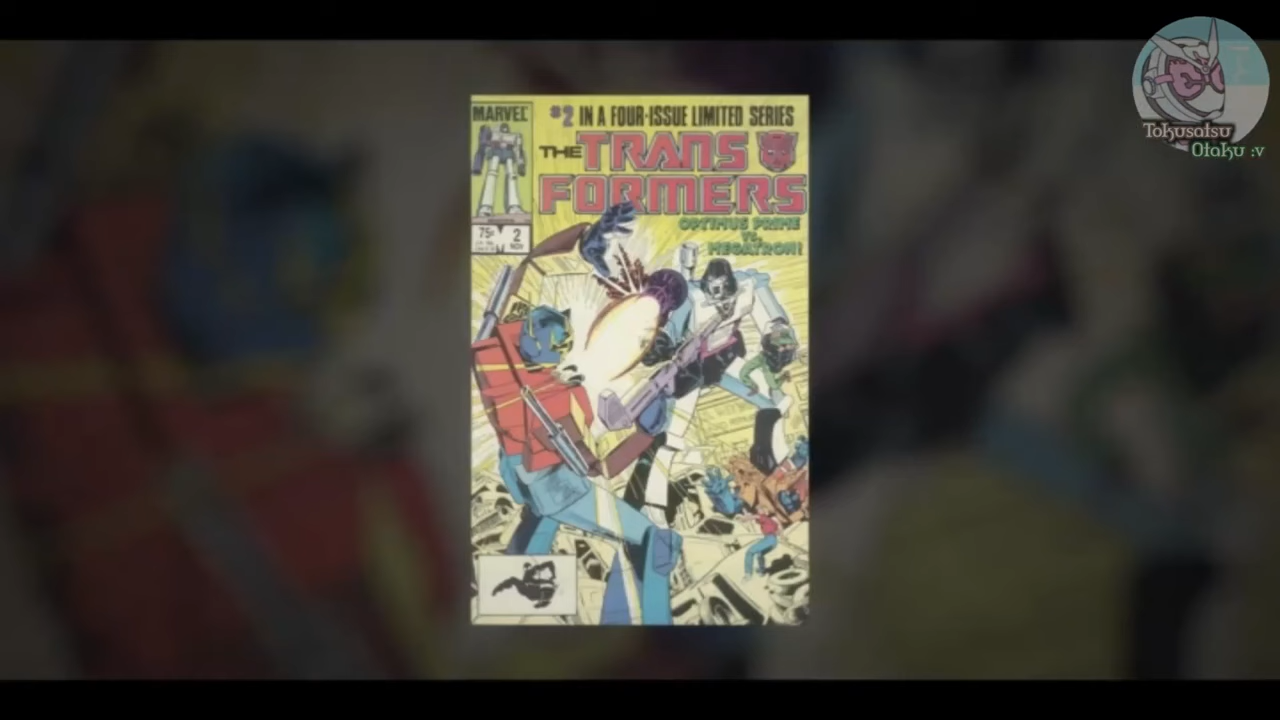 MARVEL
#2 IN A FOUR-ISSUE LIMITED SERIES
THE TRANS
FORMERS
75¢
2
NOV
OPTIMUS PRIME
VS.
MEGATRON!
Tokusatsu
Otaku :v